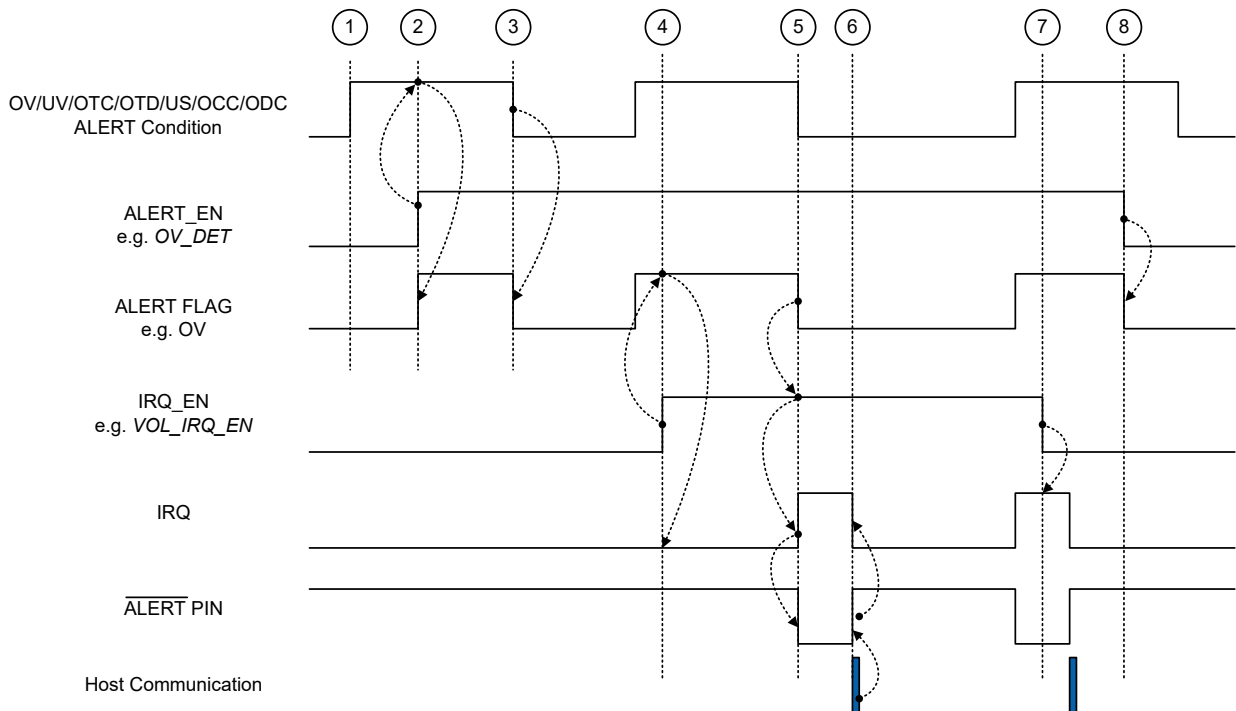 1 2 3 4 5 6 7 8
OV/UV/OTC/OTD/US/OCC/ODC
ALERT Condition
ALERT_EN
e.g. OV_DET
ALERT FLAG
e.g. OV
IRQ_EN
e.g. VOL_IRQ_EN
IRQ
ALERT PIN
Host Communication